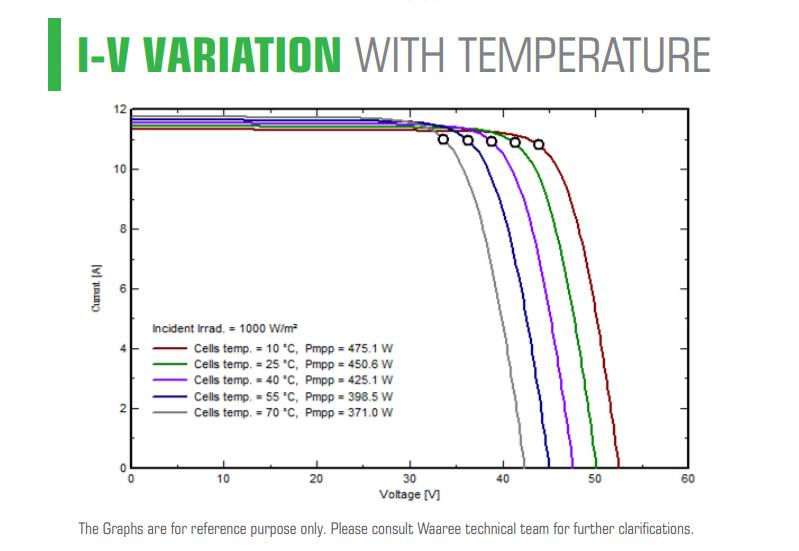 I-V VARIATION WITH TEMPERATURE
12
10
8
6
4
2
0
Current [A]
Incident Irrad. = 1000 W/m²
Cells temp. = 10 °C, Pmpp = 475.1 W
Cells temp. = 25 °C, Pmpp = 450.6 W
Cells temp. = 40 °C, Pmpp = 425.1 W
Cells temp. = 55 °C, Pmpp = 398.5 W
Cells temp. = 70 °C, Pmpp = 371.0 W
0 10 20 30 40 50 60
Voltage [V]
The Graphs are for reference purpose only. Please consult Waaree technical team for further clarifications.